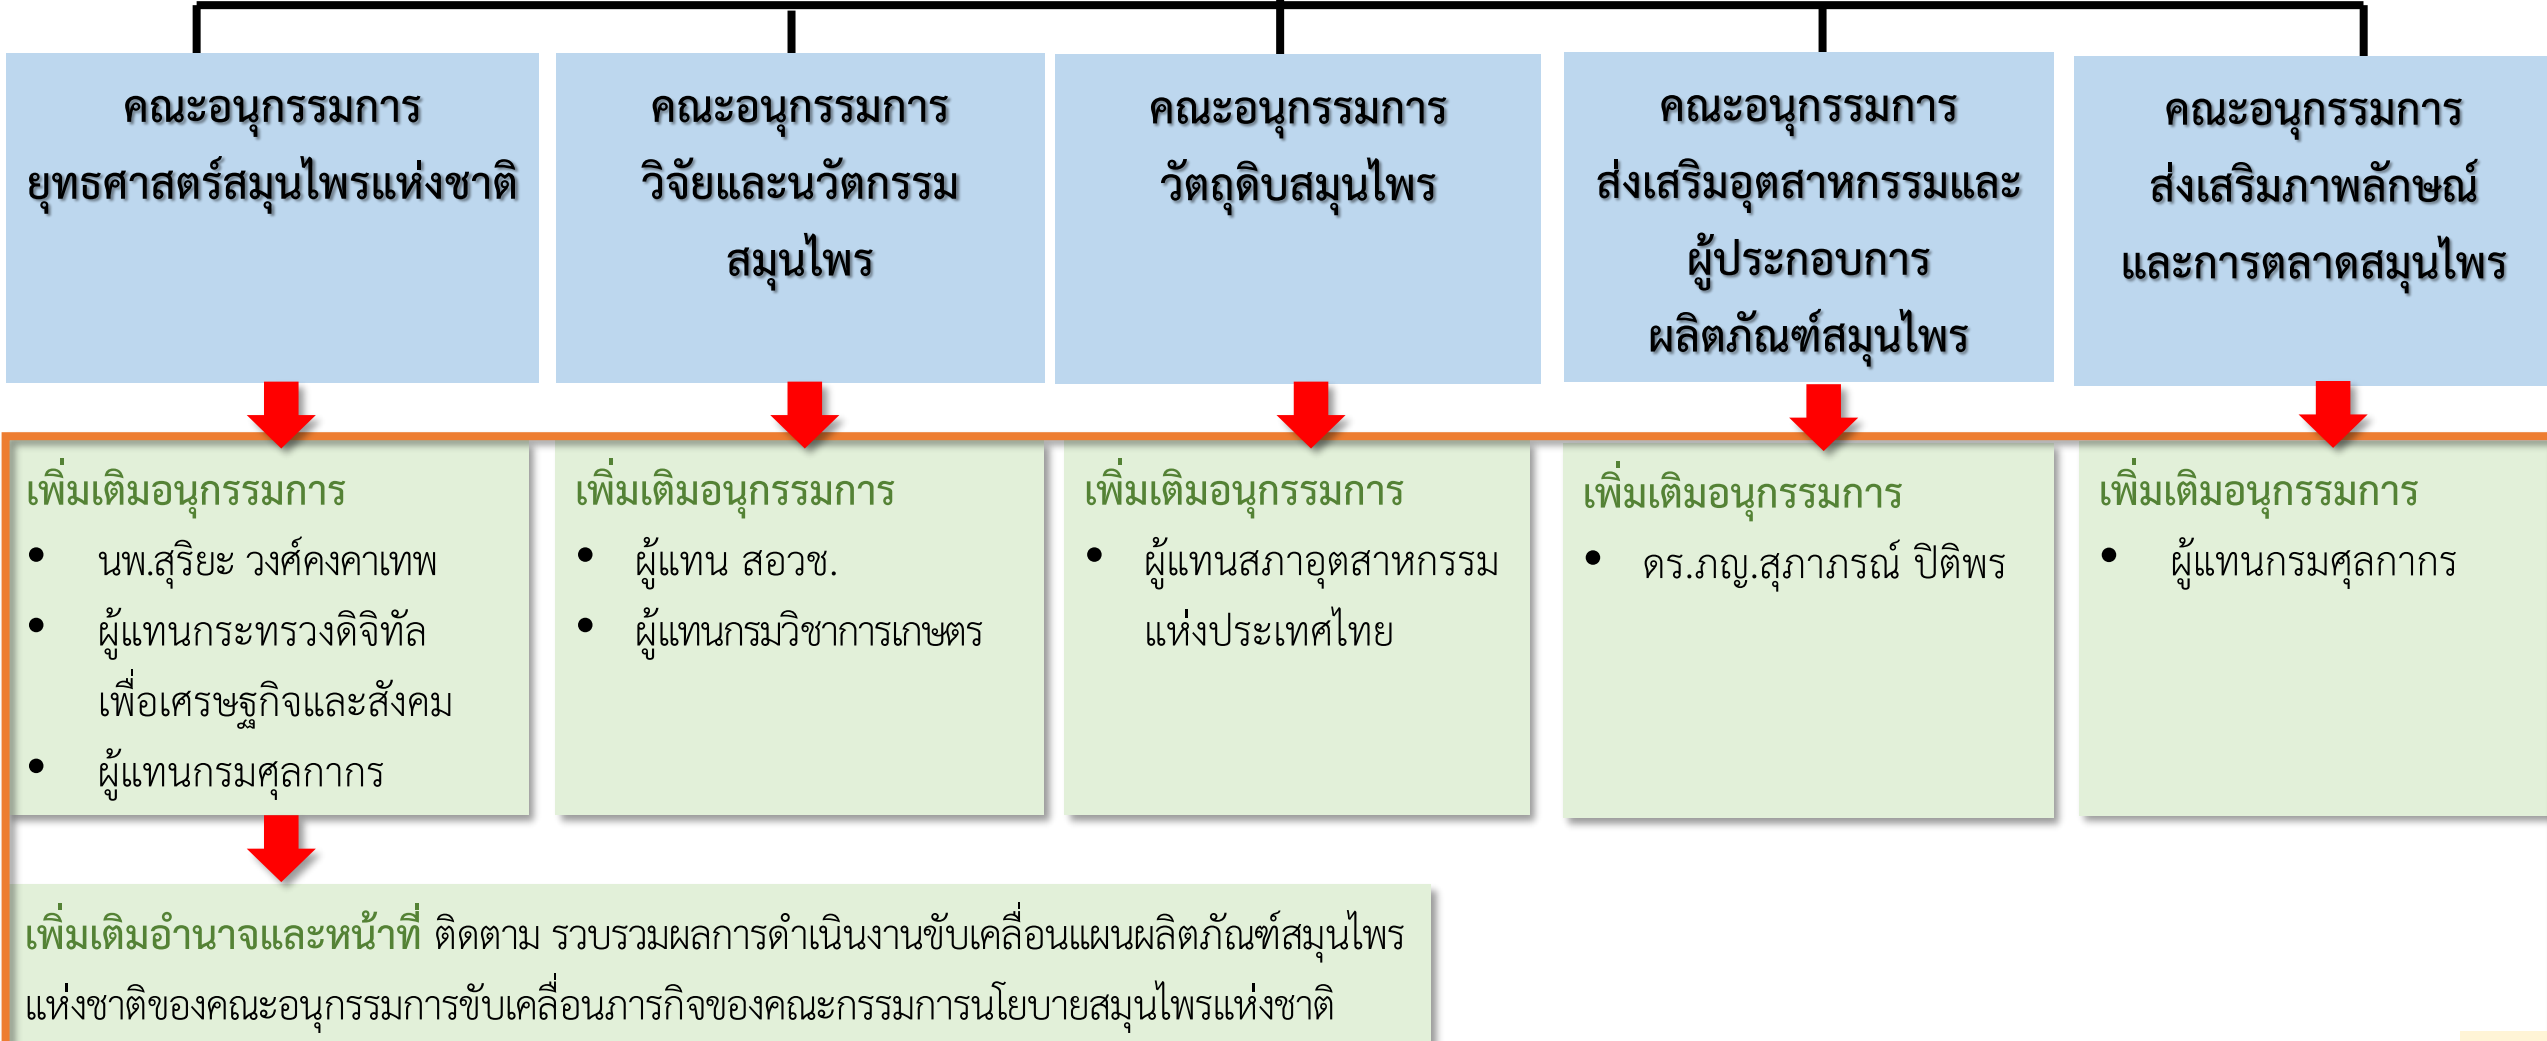 คณะอนุกรรมการ
ยุทธศาสตร์สมุนไพรแห่งชาติ
คณะอนุกรรมการ
วิจัยและนวัตกรรม
สมุนไพร
คณะอนุกรรมการ
วัตถุดิบสมุนไพร
คณะอนุกรรมการ
ส่งเสริมอุตสาหกรรมและ
ผู้ประกอบการ
ผลิตภัณฑ์สมุนไพร
คณะอนุกรรมการ
ส่งเสริมภาพลักษณ์
และการตลาดสมุนไพร
เพิ่มเติมอนุกรรมการ
• นพ.สุริยะ วงศ์คงคาเทพ
• ผู้แทนกระทรวงดิจิทัล
เพื่อเศรษฐกิจและสังคม
• ผู้แทนกรมศุลกากร
เพิ่มเติมอนุกรรมการ
• ผู้แทน สอวช.
• ผู้แทนกรมวิชาการเกษตร
เพิ่มเติมอนุกรรมการ
• ผู้แทนสภาอุตสาหกรรม
แห่งประเทศไทย
เพิ่มเติมอนุกรรมการ
• ดร.ภญ.สุภาภรณ์ ปิติพร
เพิ่มเติมอนุกรรมการ
• ผู้แทนกรมศุลกากร
เพิ่มเติมอำนาจและหน้าที่ ติดตาม รวบรวมผลการดำเนินงานขับเคลื่อนแผนผลิตภัณฑ์สมุนไพร
แห่งชาติของคณะอนุกรรมการขับเคลื่อนภารกิจของคณะกรรมการนโยบายสมุนไพรแห่งชาติ